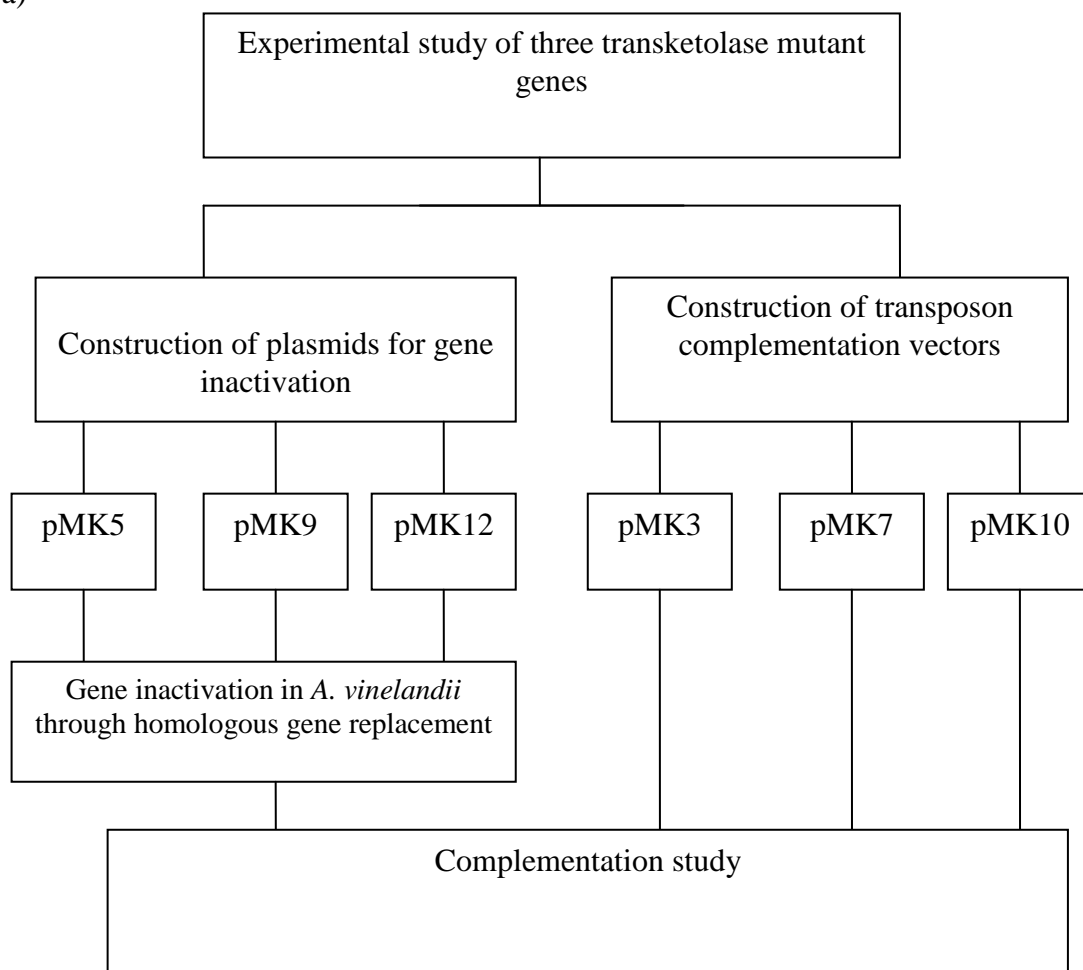 a)
Experimental study of three transketolase mutant
genes
Construction of plasmids for gene
inactivation
Construction of transposon
complementation vectors
pMK5
pMK9
pMK12
pMK3
pMK7
pMK10
Gene inactivation in A. vinelandii
through homologous gene replacement
Complementation study